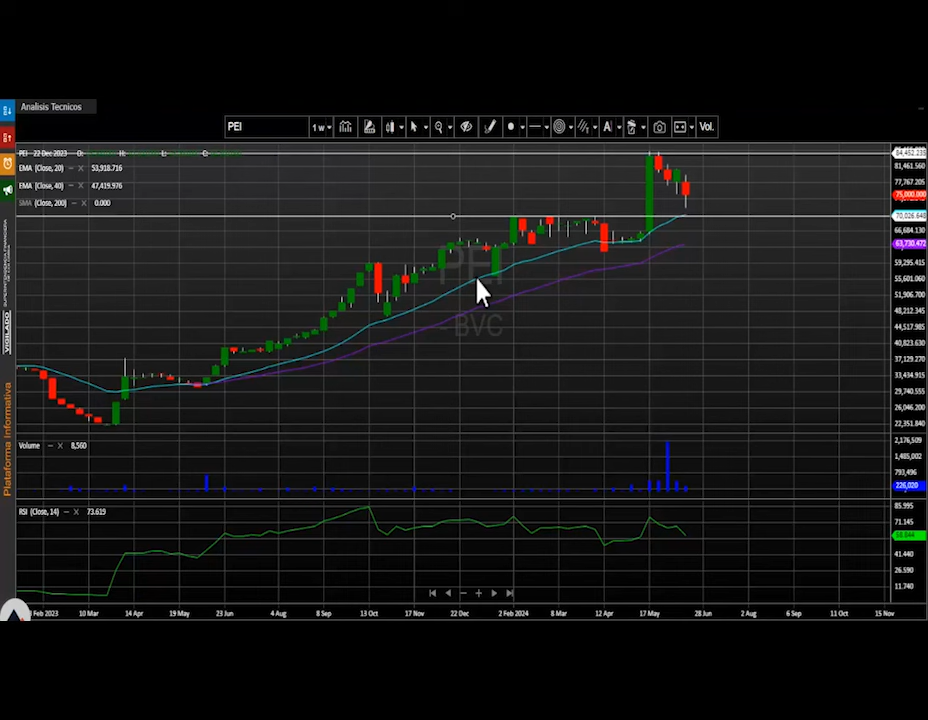 Analisis Tecnicos
PEI 1 w Vol.
PEI - 22 Dec 2023 O: H: L: C:
EMA (Close, 20) 53,918.716
EMA (Close, 40) 47,419.976
SMA (Close, 200) 0.000
PEI
- BVC
84,452.235
81,461.560
77,767.205
75,000.000
70,026.640
66,684.130
63,730.472
59,295.415
55,601.060
51,906.700
48,212.345
44,517.985
40,823.630
37,129.270
33,434.915
29,740.555
26,046.200
22,351.840
Volume 8,560
2,176,509
1,485,002
793,496
226,020
RSI (Close, 14) 73.619
85.995
71.145
41.440
26.590
11.740
Feb 2023 10 Mar 14 Apr 19 May 23 Jun 4 Aug 8 Sep 13 Oct 17 Nov 22 Dec 2 Feb 2024 8 Mar 12 Apr 17 May 28 Jun 2 Aug 6 Sep 11 Oct 15 Nov
VIGILADO
Plataforma Informativa